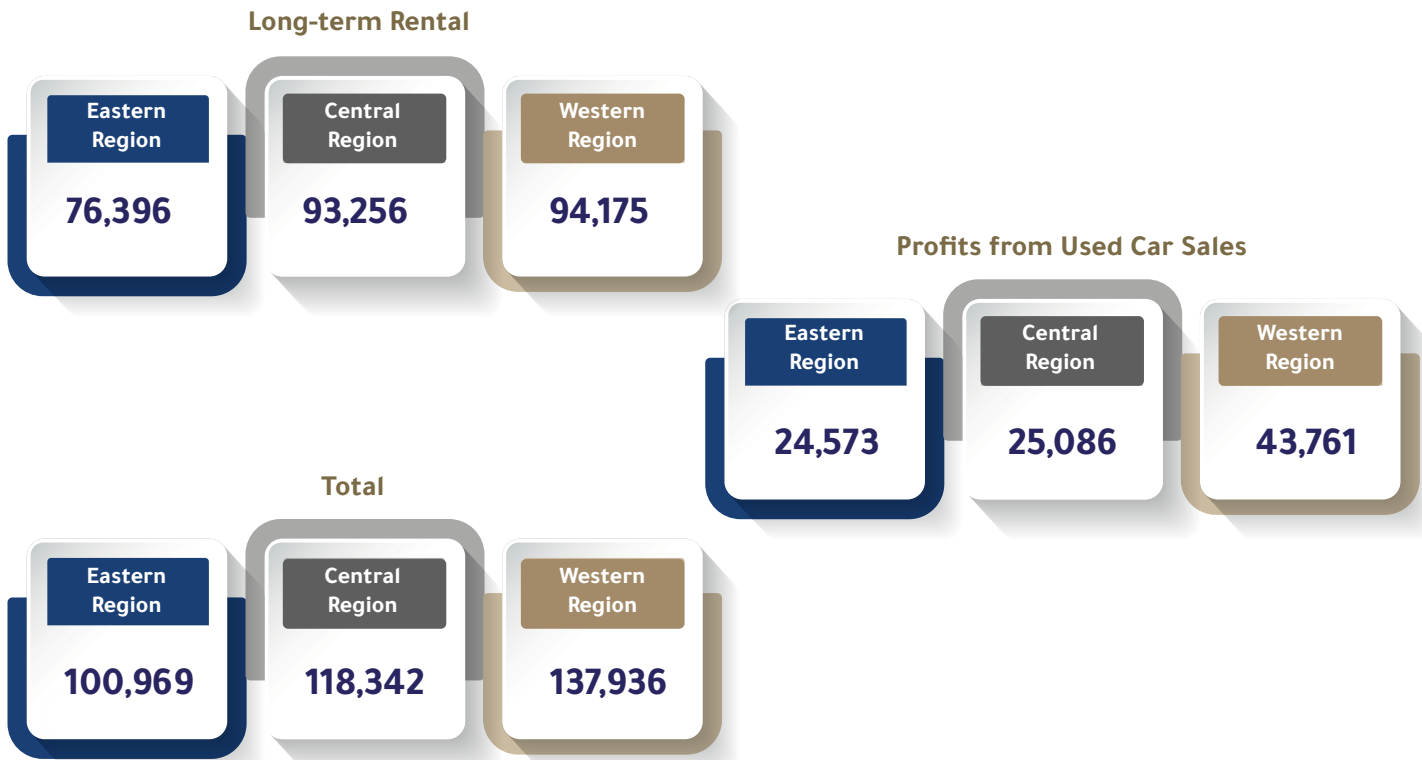 Long-term Rental
Eastern
Region
76,396
Central
Region
93,256
Western
Region
94,175
Profits from Used Car Sales
Eastern
Region
24,573
Central
Region
25,086
Western
Region
43,761
Total
Eastern
Region
100,969
Central
Region
118,342
Western
Region
137,936